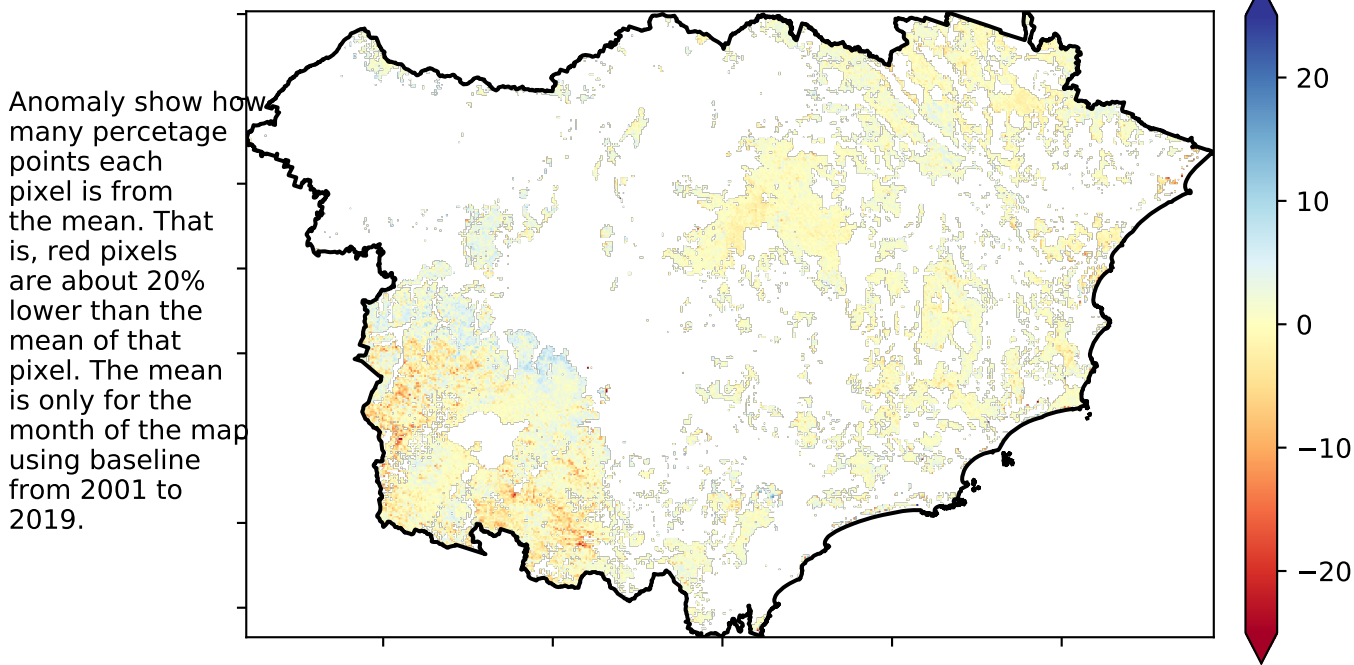 Anomaly show how
many percetage
points each
pixel is from
the mean. That
is, red pixels
are about 20%
lower than the
mean of that
pixel. The mean
is only for the
month of the map
using baseline
from 2001 to
2019.
20
10
0
−10
−20